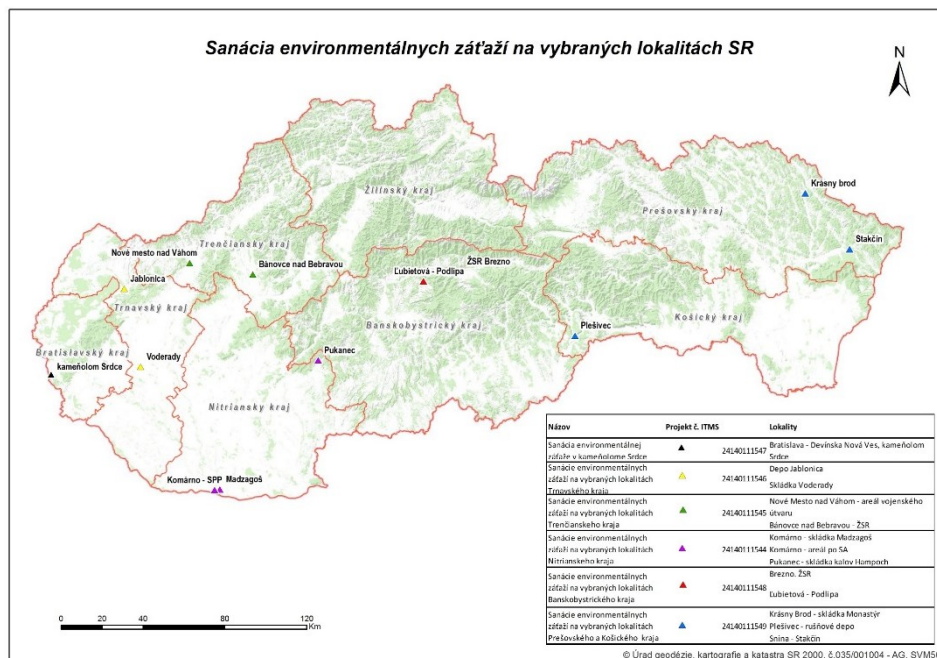 Sanácia environmentálnych záťaží na vybraných lokalitách SR
N
Žilinský kraj
Prešovský kraj
Krásny brod
Stakčín
Trenčiansky kraj
Nové mesto nad Váhom
Bánovce nad Bebravou
ŽSR Brezno
Ľubietová - Podlipa
Jablonica
Trnavský kraj
Banskobystrický kraj
Košický kraj
Plešivec
Bratislavský kraj
kameňolom Srdce
Voderady
Pukanec
Nitriansky kraj
Komárno - SPP
Madzagoš
Názov Projekt č. ITMS Lokality
Sanácia environmentálnej
záťaže v kameňolome Srdce
24140111547
Bratislava - Devínska Nová Ves, kameňolom
Srdce
Sanácie environmentálnych
záťaží na vybraných lokalitách
Trnavského kraja
24140111546
Depo Jablonica
Skládka Voderady
Sanácie environmentálnych
záťaží na vybraných lokalitách
Trenčianskeho kraja
24140111545
Nové Mesto nad Váhom - areál vojenského
útvaru
Bánovce nad Bebravou - ŽSR
Sanácie environmentálnych
záťaží na vybraných lokalitách
Nitrianskeho kraja
24140111544
Komárno - skládka Madzagoš
Komárno - areál po SA
Pukanec - skládka kalov Hampoch
Sanácie environmentálnych
záťaží na vybraných lokalitách
Banskobystrického kraja
24140111548
Brezno. ŽSR
Ľubietová - Podlipa
Sanácie environmentálnych
záťaží na vybraných lokalitách
Prešovského a Košického kraja
24140111549
Krásny Brod - skládka Monastýr
Plešivec - rušňové depo
Snina - Stakčín
0 20 40 80 120
Km
© Úrad geodézie, kartografie a katastra SR 2000, č.035/001004 - AG, SVM50